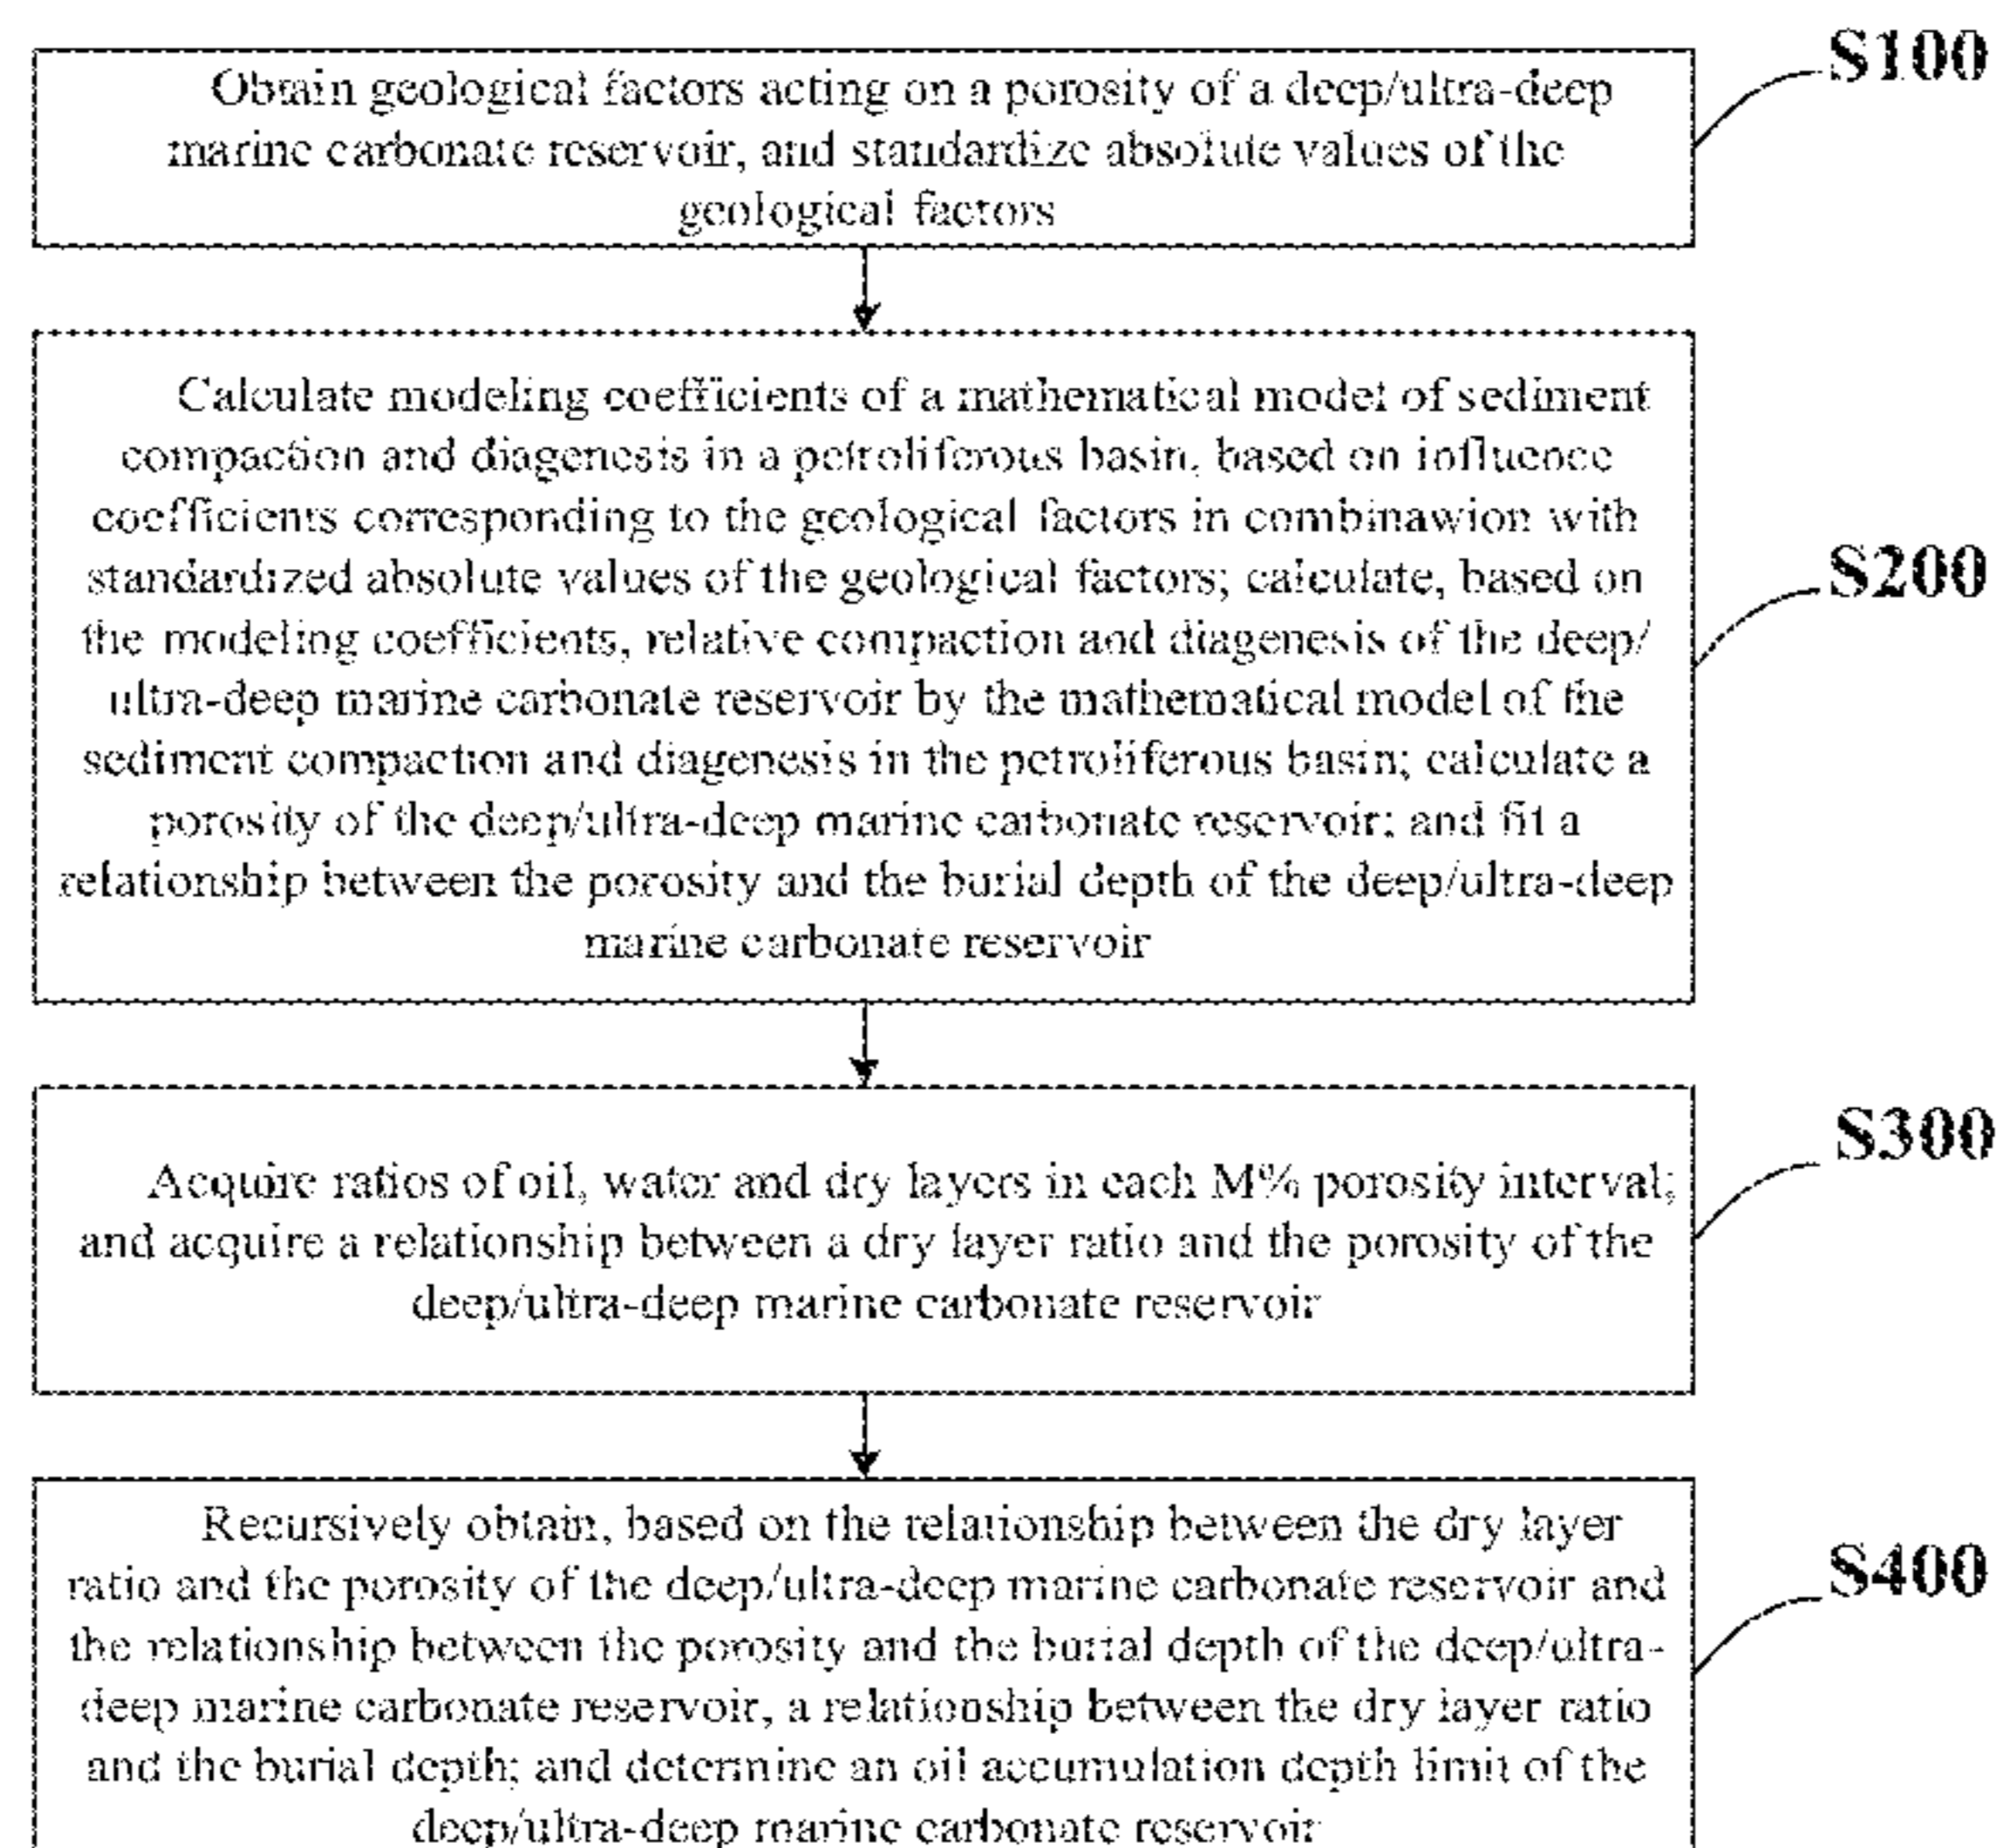 S100
Obtain geological factors acting on a porosity of a deep/ultra-deep
marine carbonate reservoir, and standardize absolute values of the
geological factors
Calculate modeling coefficients of a mathematical model of sediment
compaction and diagenesis in a petroliferous basin, based on influence
coefficients corresponding to the geological factors in combinawion with
standardized absolute values of the geological factors; calculate, based on
the modeling coefficients, relative compaction and diagenesis of the deep/
ultra-deep marine carbonate reservoir by the mathematical model of the
sediment compaction and diagenesis in the petroliferous basin; calculate a
porosity of the deep/ultra-deep marine carbonate reservoir; and fit a
relationship between the porosity and the burial depth of the deep/ultra-deep
marine carbonate reservoir
S200
Acquire ratios of oil, water and dry layers in each M% porosity interval;
and acquire a relationship between a dry layer ratio and the porosity of the
deep/ultra-deep marine carbonate reservoir
S300
Recursively obtain, based on the relationship between the dry layer
ratio and the porosity of the deep/ultra-deep marine carbonate reservoir and
the relationship between the porosity and the burial depth of the deep/ultra-
deep marine carbonate reservoir, a relationship between the dry layer ratio
and the burial depth; and determine an oil accumulation depth limit of the
deep/ultra-deep marine carbonate reservoir
S400